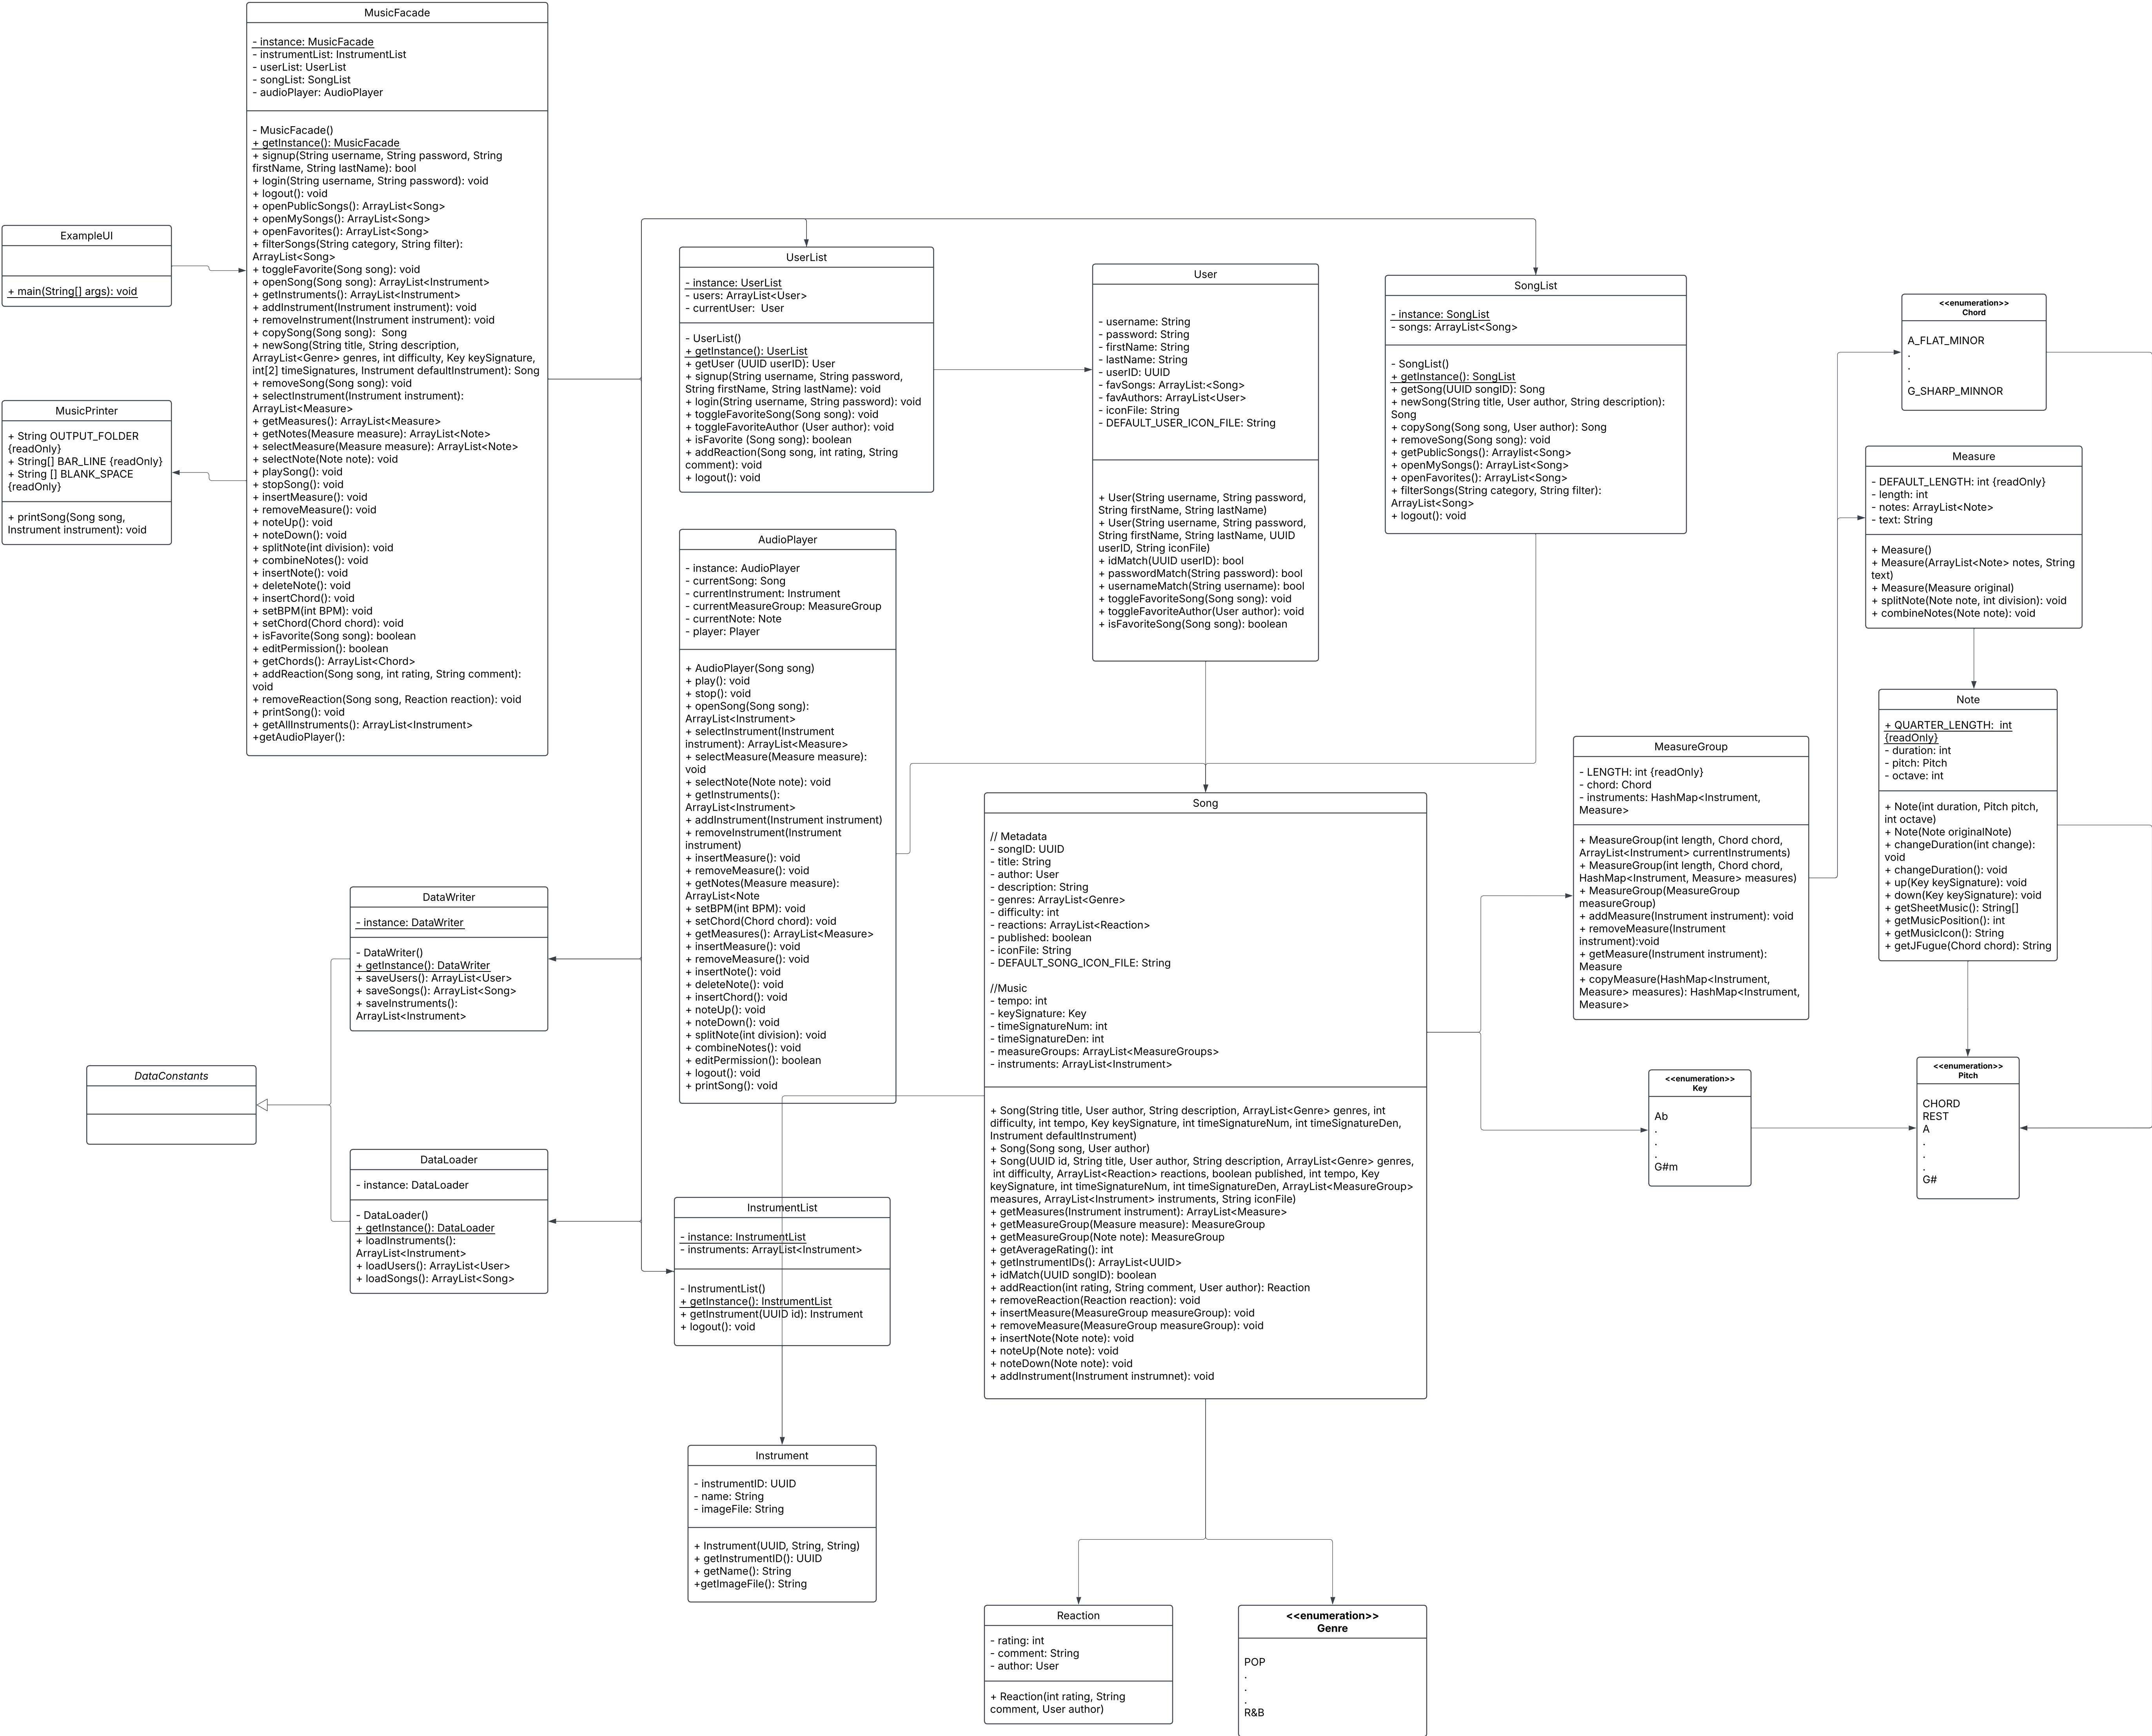 MusicFacade
- instance: MusicFacade
- instrumentList: InstrumentList
- userList: UserList
- songList: SongList
- audioPlayer: AudioPlayer
- MusicFacade()
+ getInstance(): MusicFacade
+ signup(String username, String password, String
firstName, String lastName): bool
+ login(String username, String password): void
+ logout(): void
+ openPublicSongs(): ArrayList<Song>
+ openMySongs(): ArrayList<Song>
+ openFavorites(): ArrayList<Song>
+ filterSongs(String category, String filter):
ArrayList<Song>
+ toggleFavorite(Song song): void
+ openSong(Song song): ArrayList<Instrument>
+ getInstruments(): ArrayList<Instrument>
+ addInstrument(Instrument instrument): void
+ removeInstrument(Instrument instrument): void
+ copySong(Song song):  Song
+ newSong(String title, String description,
ArrayList<Genre> genres, int difficulty, Key keySignature,
int[2] timeSignatures, Instrument defaultInstrument): Song
+ removeSong(Song song): void
+ selectInstrument(Instrument instrument):
ArrayList<Measure>
+ getMeasures(): ArrayList<Measure>
+ getNotes(Measure measure): ArrayList<Note>
+ selectMeasure(Measure measure): ArrayList<Note>
+ selectNote(Note note): void
+ playSong(): void
+ stopSong(): void
+ insertMeasure(): void
+ removeMeasure(): void
+ noteUp(): void
+ noteDown(): void
+ splitNote(int division): void
+ combineNotes(): void
+ insertNote(): void
+ deleteNote(): void
+ insertChord(): void
+ setBPM(int BPM): void
+ setChord(Chord chord): void
+ isFavorite(Song song): boolean
+ editPermission(): boolean
+ getChords(): ArrayList<Chord>
+ addReaction(Song song, int rating, String comment):
void
+ removeReaction(Song song, Reaction reaction): void
+ printSong(): void
+ getAllInstruments(): ArrayList<Instrument>
+getAudioPlayer():
ExampleUI
+ main(String[] args): void
MusicPrinter
+ String OUTPUT_FOLDER
{readOnly}
+ String[] BAR_LINE {readOnly}
+ String [] BLANK_SPACE
{readOnly}
+ printSong(Song song,
Instrument instrument): void
UserList
- instance: UserList
- users: ArrayList<User>
- currentUser:  User
- UserList()
+ getInstance(): UserList
+ getUser (UUID userID): User
+ signup(String username, String password,
String firstName, String lastName): void
+ login(String username, String password): void
+ toggleFavoriteSong(Song song): void
+ toggleFavoriteAuthor (User author): void
+ isFavorite (Song song): boolean
+ addReaction(Song song, int rating, String
comment): void
+ logout(): void
User
- username: String
- password: String
- firstName: String
- lastName: String
- userID: UUID
- favSongs: ArrayList:<Song>
- favAuthors: ArrayList<User>
- iconFile: String
- DEFAULT_USER_ICON_FILE: String
+ User(String username, String password,
String firstName, String lastName)
+ User(String username, String password,
String firstName, String lastName, UUID
userID, String iconFile)
+ idMatch(UUID userID): bool
+ passwordMatch(String password): bool
+ usernameMatch(String username): bool
+ toggleFavoriteSong(Song song): void
+ toggleFavoriteAuthor(User author): void
+ isFavoriteSong(Song song): boolean
SongList
- instance: SongList
- songs: ArrayList<Song>
- SongList()
+ getInstance(): SongList
+ getSong(UUID songID): Song
+ newSong(String title, User author, String description):
Song
+ copySong(Song song, User author): Song
+ removeSong(Song song): void
+ getPublicSongs(): Arraylist<Song>
+ openMySongs(): ArrayList<Song>
+ openFavorites(): ArrayList<Song>
+ filterSongs(String category, String filter):
ArrayList<Song>
+ logout(): void
<<enumeration>>
Chord
A_FLAT_MINOR
.
.
.
G_SHARP_MINNOR
Measure
- DEFAULT_LENGTH: int {readOnly}
- length: int
- notes: ArrayList<Note>
- text: String
+ Measure()
+ Measure(ArrayList<Note> notes, String
text)
+ Measure(Measure original)
+ splitNote(Note note, int division): void
+ combineNotes(Note note): void
AudioPlayer
- instance: AudioPlayer
- currentSong: Song
- currentInstrument: Instrument
- currentMeasureGroup: MeasureGroup
- currentNote: Note
- player: Player
+ AudioPlayer(Song song)
+ play(): void
+ stop(): void
+ openSong(Song song):
ArrayList<Instrument>
+ selectInstrument(Instrument
instrument): ArrayList<Measure>
+ selectMeasure(Measure measure):
void
+ selectNote(Note note): void
+ getInstruments():
ArrayList<Instrument>
+ addInstrument(Instrument instrument)
+ removeInstrument(Instrument
instrument)
+ insertMeasure(): void
+ removeMeasure(): void
+ getNotes(Measure measure):
ArrayList<Note
+ setBPM(int BPM): void
+ setChord(Chord chord): void
+ getMeasures(): ArrayList<Measure>
+ insertMeasure(): void
+ removeMeasure(): void
+ insertNote(): void
+ deleteNote(): void
+ insertChord(): void
+ noteUp(): void
+ noteDown(): void
+ splitNote(int division): void
+ combineNotes(): void
+ editPermission(): boolean
+ logout(): void
+ printSong(): void
Note
+ QUARTER_LENGTH:  int
{readOnly}
- duration: int
- pitch: Pitch
- octave: int
+ Note(int duration, Pitch pitch,
int octave)
+ Note(Note originalNote)
+ changeDuration(int change):
void
+ changeDuration(): void
+ up(Key keySignature): void
+ down(Key keySignature): void
+ getSheetMusic(): String[]
+ getMusicPosition(): int
+ getMusicIcon(): String
+ getJFugue(Chord chord): String
MeasureGroup
- LENGTH: int {readOnly}
- chord: Chord
- instruments: HashMap<Instrument,
Measure>
+ MeasureGroup(int length, Chord chord,
ArrayList<Instrument> currentInstruments)
+ MeasureGroup(int length, Chord chord,
HashMap<Instrument, Measure> measures)
+ MeasureGroup(MeasureGroup
measureGroup)
+ addMeasure(Instrument instrument): void
+ removeMeasure(Instrument
instrument):void
+ getMeasure(Instrument instrument):
Measure
+ copyMeasure(HashMap<Instrument,
Measure> measures): HashMap<Instrument,
Measure>
Song
// Metadata
- songID: UUID
- title: String
- author: User
- description: String
- genres: ArrayList<Genre>
- difficulty: int
- reactions: ArrayList<Reaction>
- published: boolean
- iconFile: String
- DEFAULT_SONG_ICON_FILE: String
//Music
- tempo: int
- keySignature: Key
- timeSignatureNum: int
- timeSignatureDen: int
- measureGroups: ArrayList<MeasureGroups>
- instruments: ArrayList<Instrument>
+ Song(String title, User author, String description, ArrayList<Genre> genres, int
difficulty, int tempo, Key keySignature, int timeSignatureNum, int timeSignatureDen,
Instrument defaultInstrument)
+ Song(Song song, User author)
+ Song(UUID id, String title, User author, String description, ArrayList<Genre> genres,
int difficulty, ArrayList<Reaction> reactions, boolean published, int tempo, Key
keySignature, int timeSignatureNum, int timeSignatureDen, ArrayList<MeasureGroup>
measures, ArrayList<Instrument> instruments, String iconFile)
+ getMeasures(Instrument instrument): ArrayList<Measure>
+ getMeasureGroup(Measure measure): MeasureGroup
+ getMeasureGroup(Note note): MeasureGroup
+ getAverageRating(): int
+ getInstrumentIDs(): ArrayList<UUID>
+ idMatch(UUID songID): boolean
+ addReaction(int rating, String comment, User author): Reaction
+ removeReaction(Reaction reaction): void
+ insertMeasure(MeasureGroup measureGroup): void
+ removeMeasure(MeasureGroup measureGroup): void
+ insertNote(Note note): void
+ noteUp(Note note): void
+ noteDown(Note note): void
+ addInstrument(Instrument instrumnet): void
DataWriter
- instance: DataWriter
- DataWriter()
+ getInstance(): DataWriter
+ saveUsers(): ArrayList<User>
+ saveSongs(): ArrayList<Song>
+ saveInstruments():
ArrayList<Instrument>
DataConstants
DataLoader
- instance: DataLoader
- DataLoader()
+ getInstance(): DataLoader
+ loadInstruments():
ArrayList<Instrument>
+ loadUsers(): ArrayList<User>
+ loadSongs(): ArrayList<Song>
<<enumeration>>
Key
Ab
.
.
.
G#m
<<enumeration>>
Pitch
CHORD
REST
A
.
.
.
G#
InstrumentList
- instance: InstrumentList
- instruments: ArrayList<Instrument>
- InstrumentList()
+ getInstance(): InstrumentList
+ getInstrument(UUID id): Instrument
+ logout(): void
Instrument
- instrumentID: UUID
- name: String
- imageFile: String
+ Instrument(UUID, String, String)
+ getInstrumentID(): UUID
+ getName(): String
+getImageFile(): String
Reaction
- rating: int
- comment: String
- author: User
+ Reaction(int rating, String
comment, User author)
<<enumeration>>
Genre
POP
.
.
.
R&B